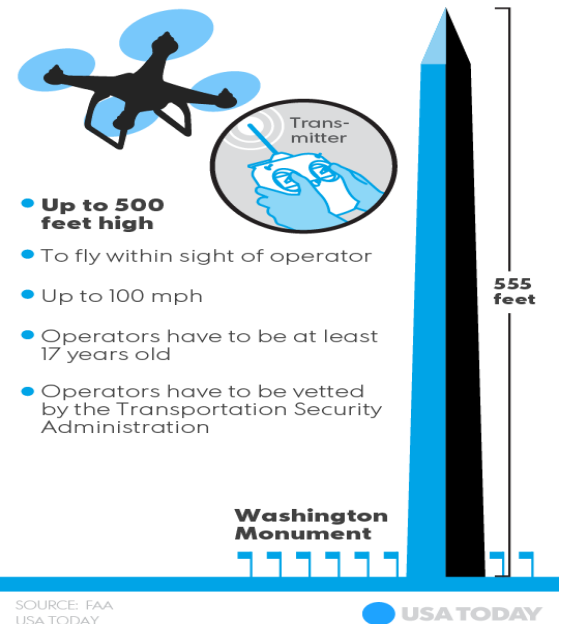 Trans-
mitter
Up to 500
feet high
To fly within sight of operator
Up to 100 mph
Operators have to be at least
17 years old
Operators have to be vetted
by the Transportation Security
Administration
555
feet
Washington
Monument
SOURCE: FAA
USA TODAY
USA TODAY